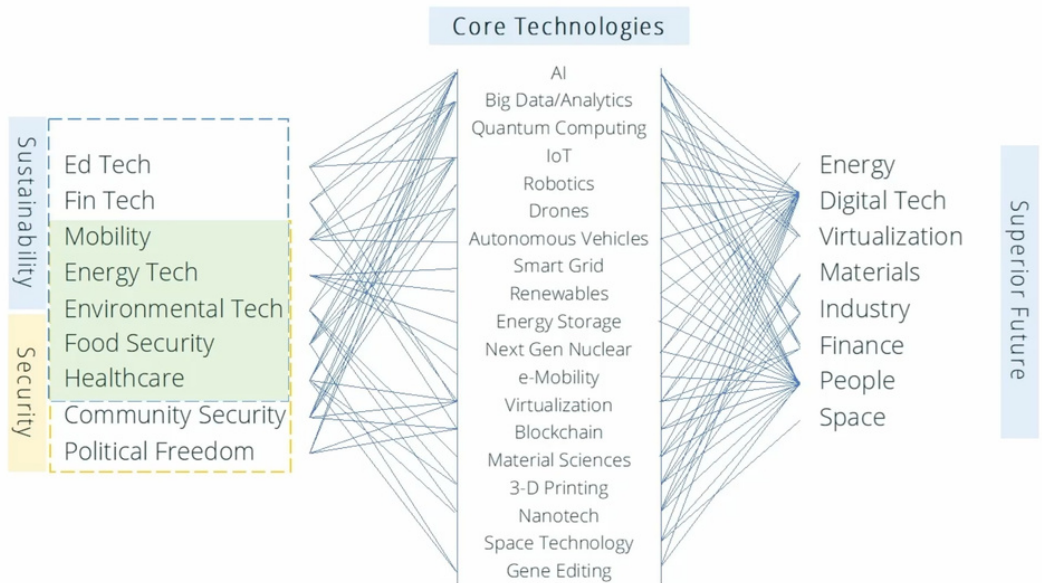 Core Technologies
Sustainability
Ed Tech
Fin Tech
Mobility
Energy Tech
Environmental Tech
Food Security
Healthcare
Community Security
Political Freedom
Security
AI
Big Data/Analytics
Quantum Computing
IoT
Robotics
Drones
Autonomous Vehicles
Smart Grid
Renewables
Energy Storage
Next Gen Nuclear
e-Mobility
Virtualization
Blockchain
Material Sciences
3-D Printing
Nanotech
Space Technology
Gene Editing
Energy
Digital Tech
Virtualization
Materials
Industry
Finance
People
Space
Superior Future